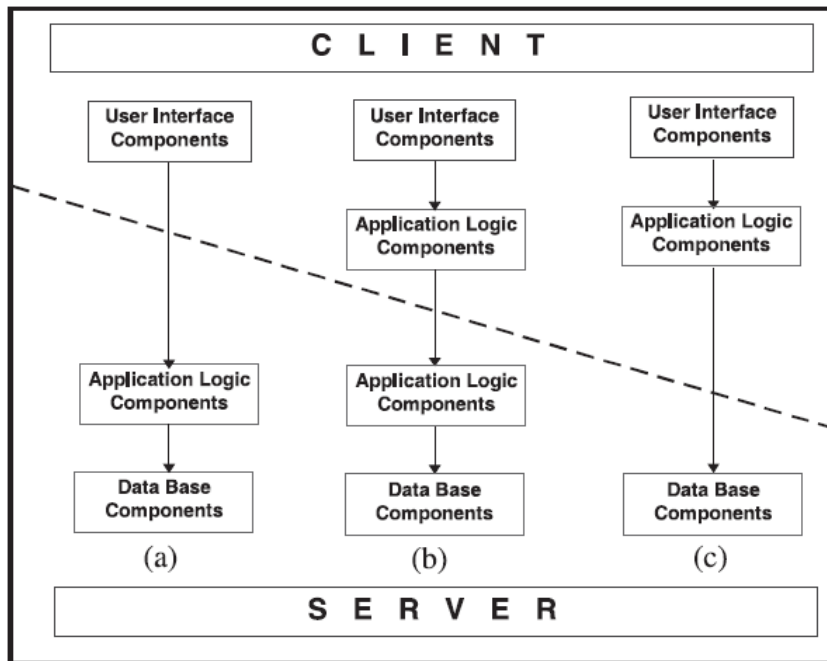 C L I E N T
User Interface
Components
User Interface
Components
User Interface
Components
Application Logic
Components
Application Logic
Components
Application Logic
Components
Application Logic
Components
Data Base
Components
Data Base
Components
Data Base
Components
(a)
(b)
(c)
S E R V E R